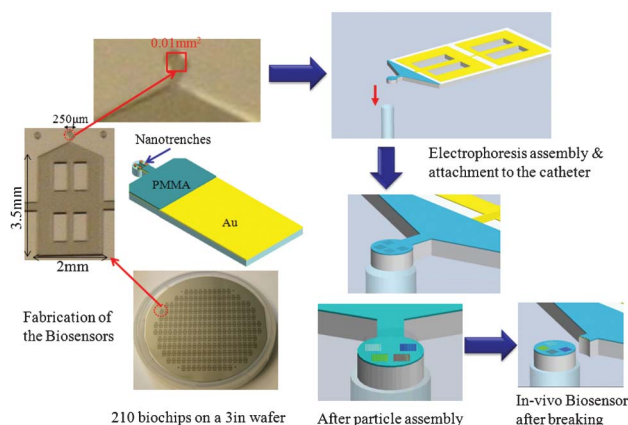 0.01mm²
250μm
Nanotrenches
PMMA
Au
3.5mm
2mm
Electrophoresis assembly &
attachment to the catheter
Fabrication of
the Biosensors
210 biochips on a 3in wafer
After particle assembly
In-vivo Biosensor
after breaking